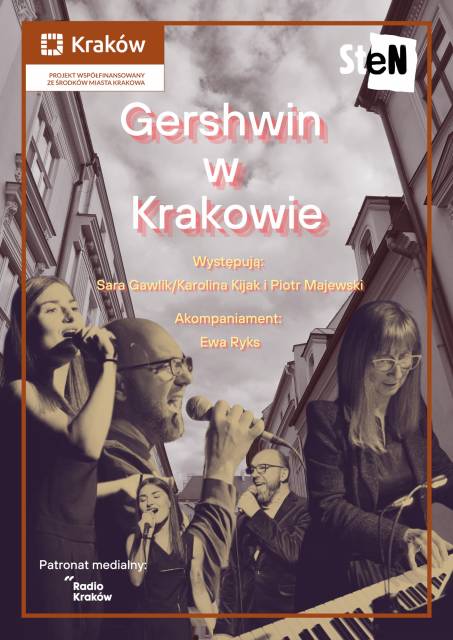 Kraków
PROJEKT WSPÓŁFINANSOWANY
ZE ŚRODKÓW MIASTA KRAKOWA
SteN
Gershwin
w
Krakowie
Występują:
Sara Gawlik/Karolina Kijak i Piotr Majewski
Akompaniament:
Ewa Ryks
Patronat medialny:
Radio
Kraków